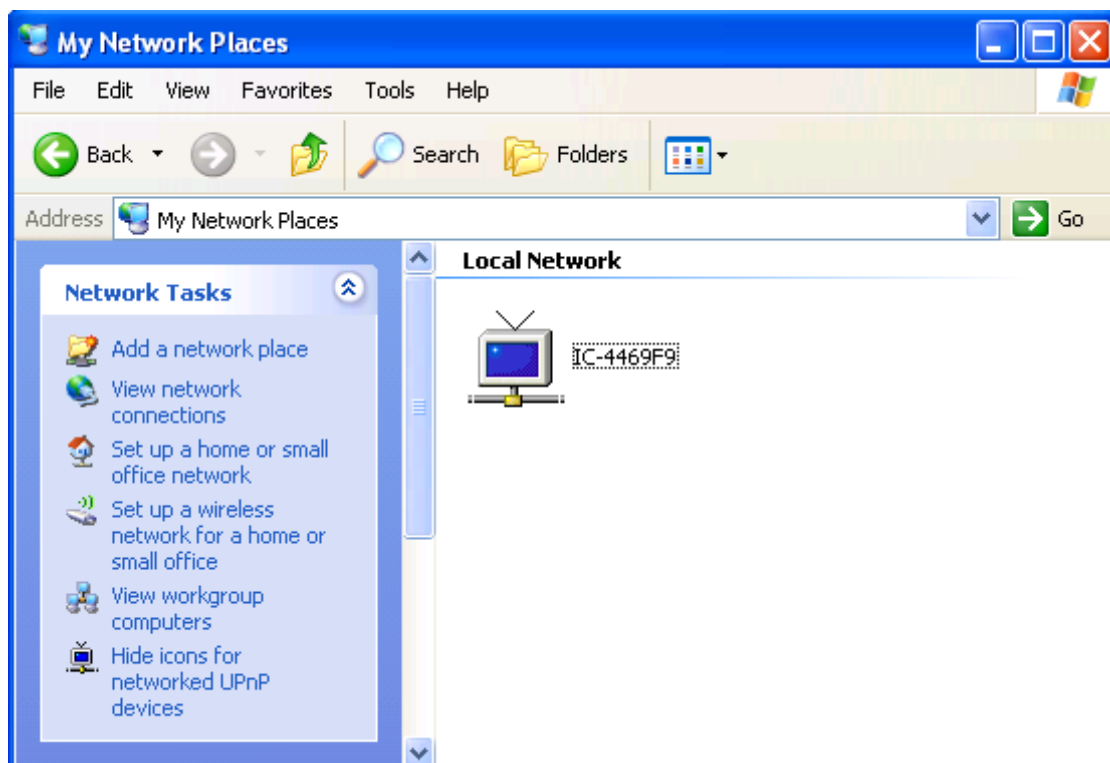 My Network Places
File Edit View Favorites Tools Help
Back Search Folders
Address My Network Places Go
Network Tasks
Add a network place
View network
connections
Set up a home or small
office network
Set up a wireless
network for a home or
small office
View workgroup
computers
Hide icons for
networked UPnP
devices
Local Network
IC-4469F9